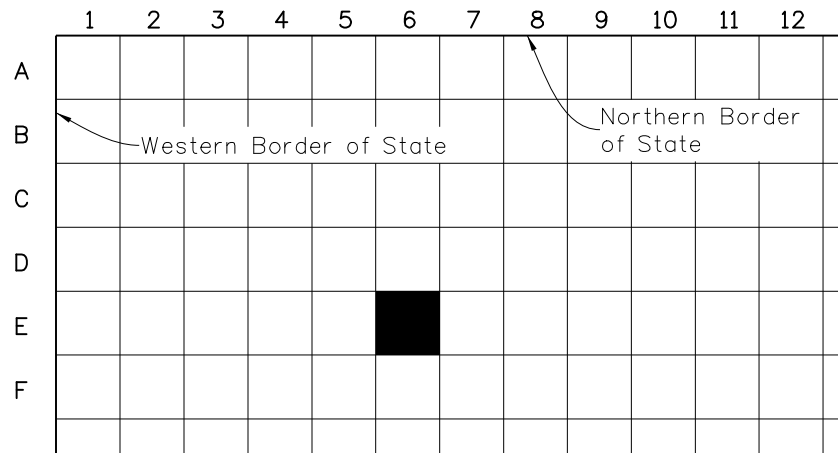 1 2 3 4 5 6 7 8 9 10 11 12
A
Northern Border
of State
B
Western Border of State
C
D
E
F